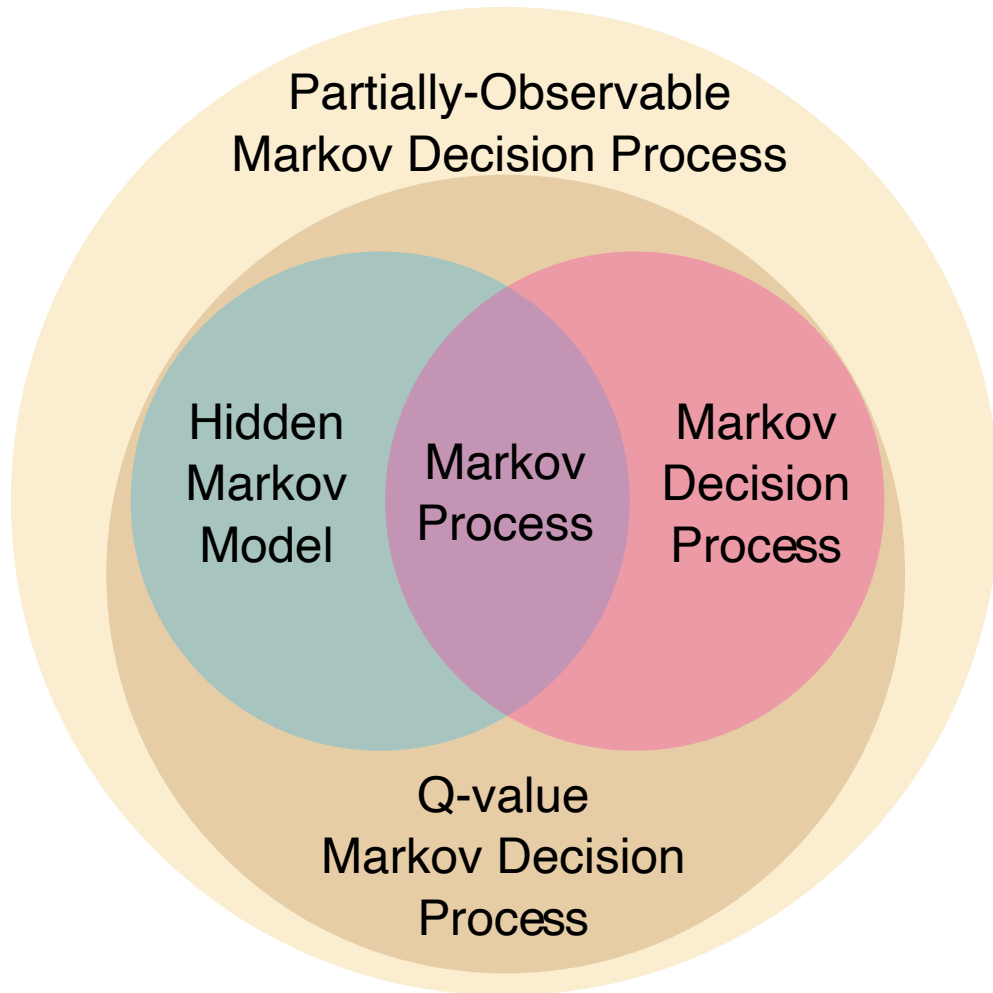 Partially-Observable
Markov Decision Process
Hidden
Markov
Model
Markov
Process
Markov
Decision
Process
Q-value
Markov Decision
Process